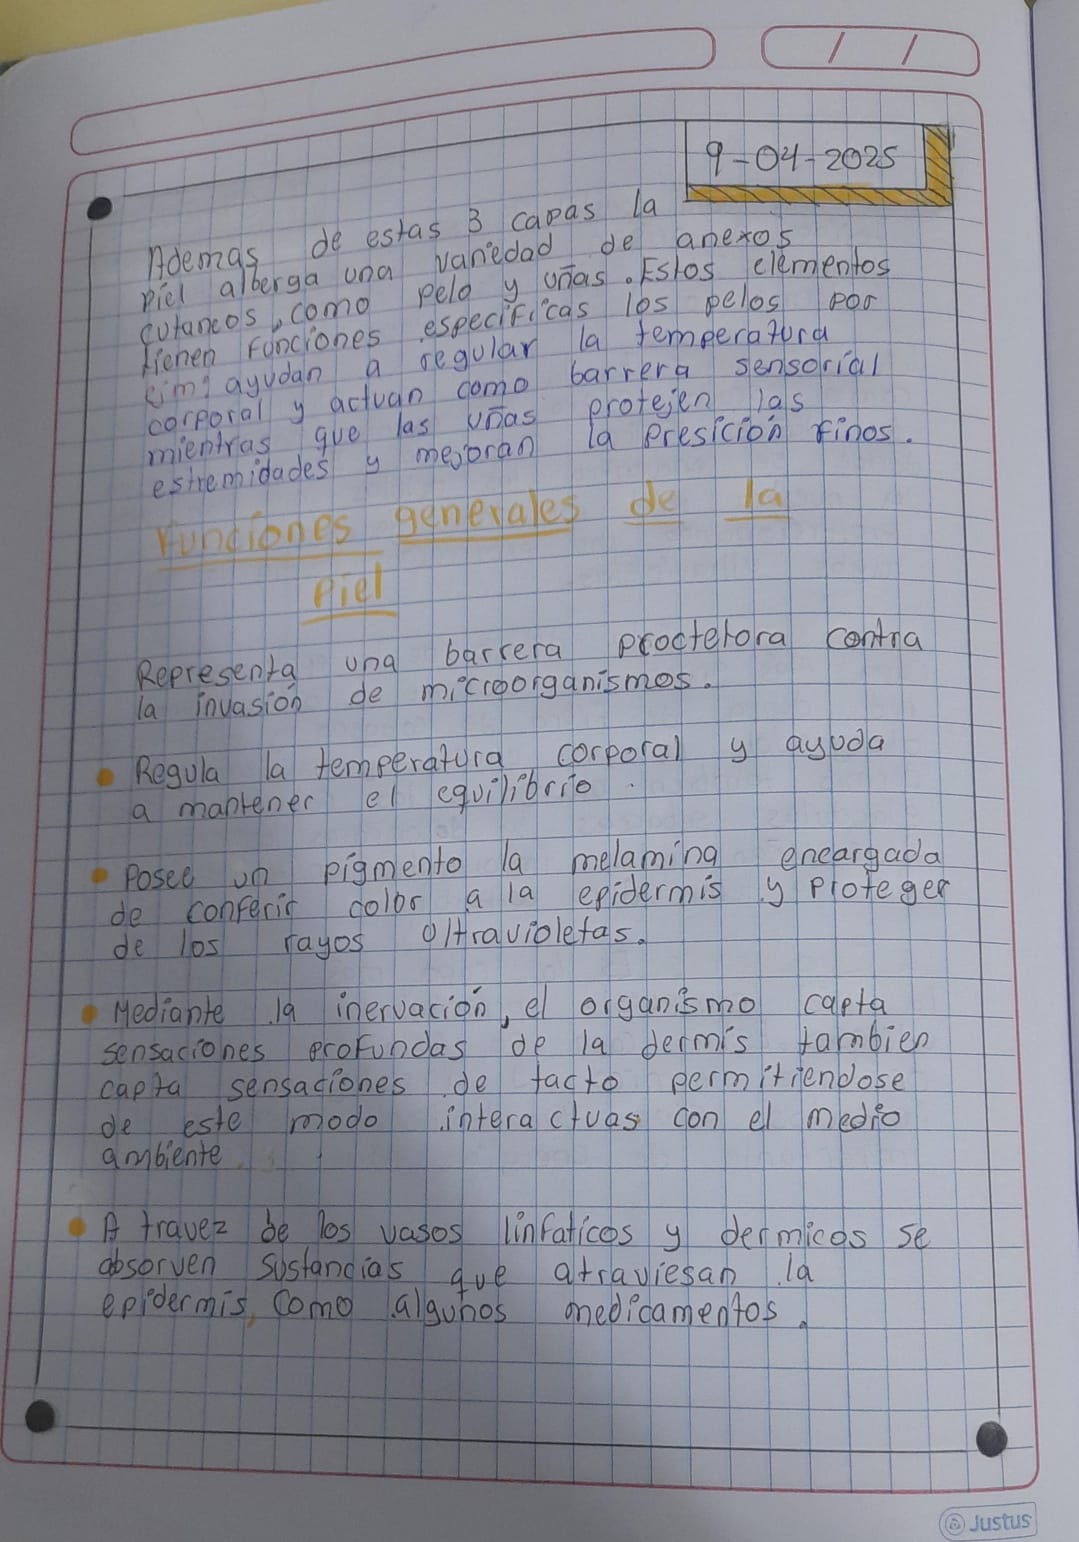 9-04-2025
Ademas de estas 3 capas la
piel alberga una variedad de anexos
cutaneos, como pelo y uñas. Estos elementos
tienen funciones especificas los pelos por
ayudan a regular la temperatura
corporal y actuan como barrera sensorial
mientras que las uñas protejen las
estremidades y mejoran la presición finos.
Funciones generales de la
Piel
Representa una barrera proctetora contra
la invasión de microorganismos.
• Regula la temperatura corporal y ayuda
a mantener el equilibrio.
• Posee un pigmento la melamina encargada
de conferir color a la epidermis y Proteger
de los rayos Ultravioletas.
• Mediante la inervación, el organismo capta
sensaciones profundas de la dermis tambien
capta sensaciones de tacto permitiendose
de este modo interactuas con el medio
ambiente
• A travez de los vasos linfaticos y dermicos se
absorven sustancias que atraviesan la
epidermis, como algunos medicamentos.
Justus